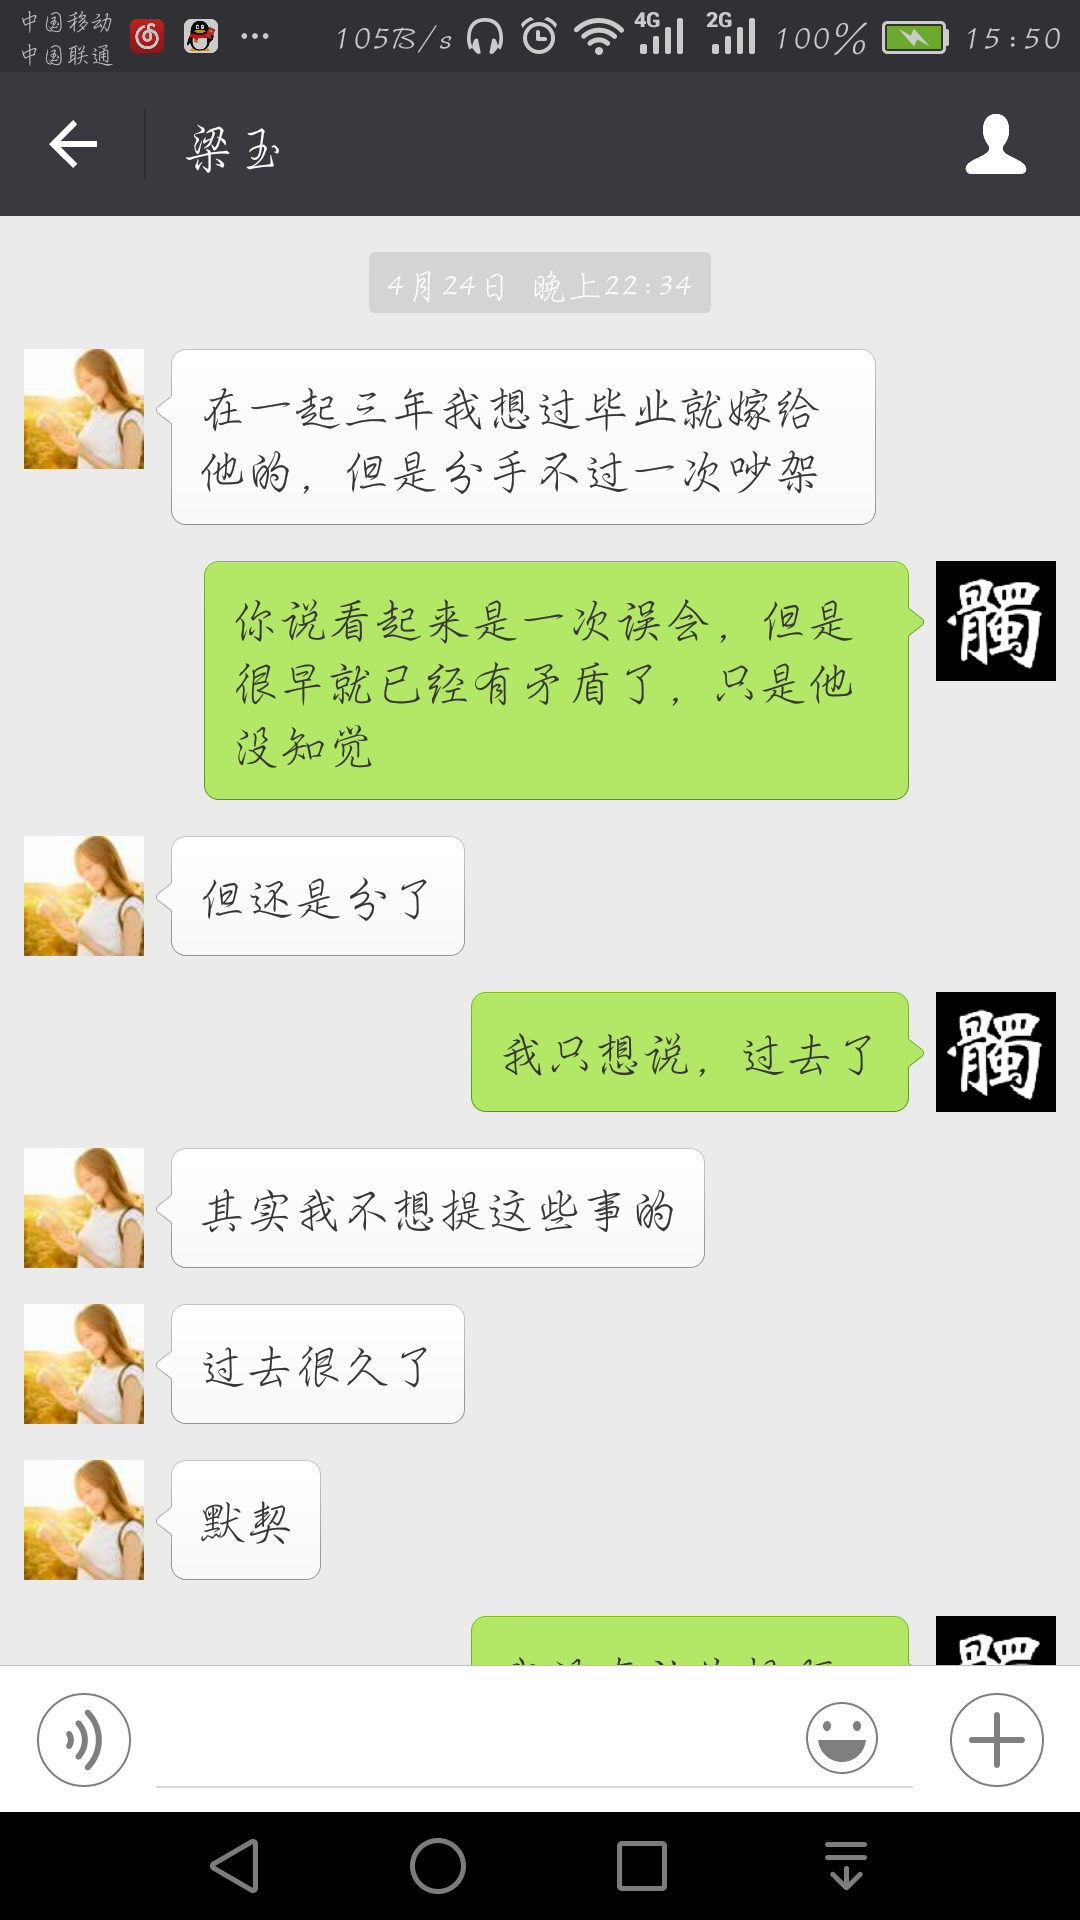 中国移动
中国联通
105B/s
4G
2G
100%
15:50
梁玉
4月24日 晚上22:34
在一起三年我想过毕业就嫁给
他的，但是分手不过一次吵架
你说看起来是一次误会，但是
很早就已经有矛盾了，只是他
没知觉
髑
但还是分了
我只想说，过去了
髑
其实我不想提这些事的
过去很久了
默契